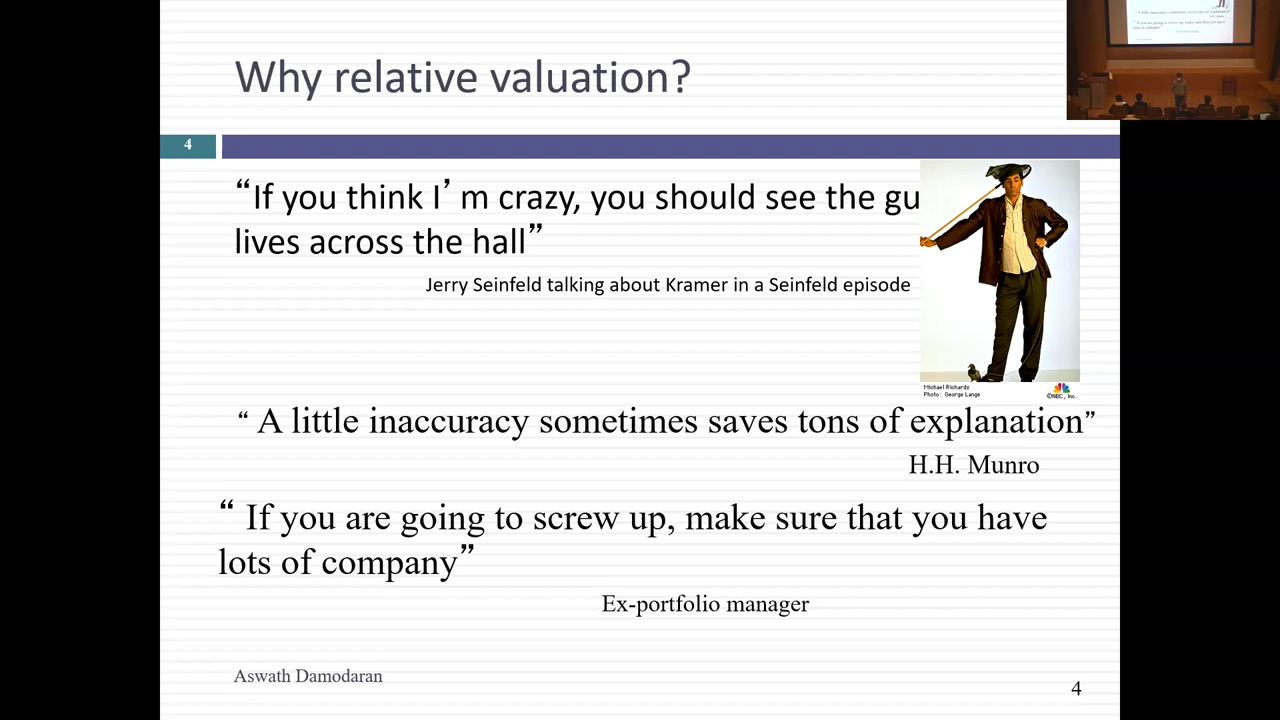 Why relative valuation?
4
“If you think I’m crazy, you should see the gu
lives across the hall”
Jerry Seinfeld talking about Kramer in a Seinfeld episode
Michael Richards
Photo: George Lange
©NBC, Inc.
“ A little inaccuracy sometimes saves tons of explanation”
H.H. Munro
“ If you are going to screw up, make sure that you have
lots of company”
Ex-portfolio manager
Aswath Damodaran
4